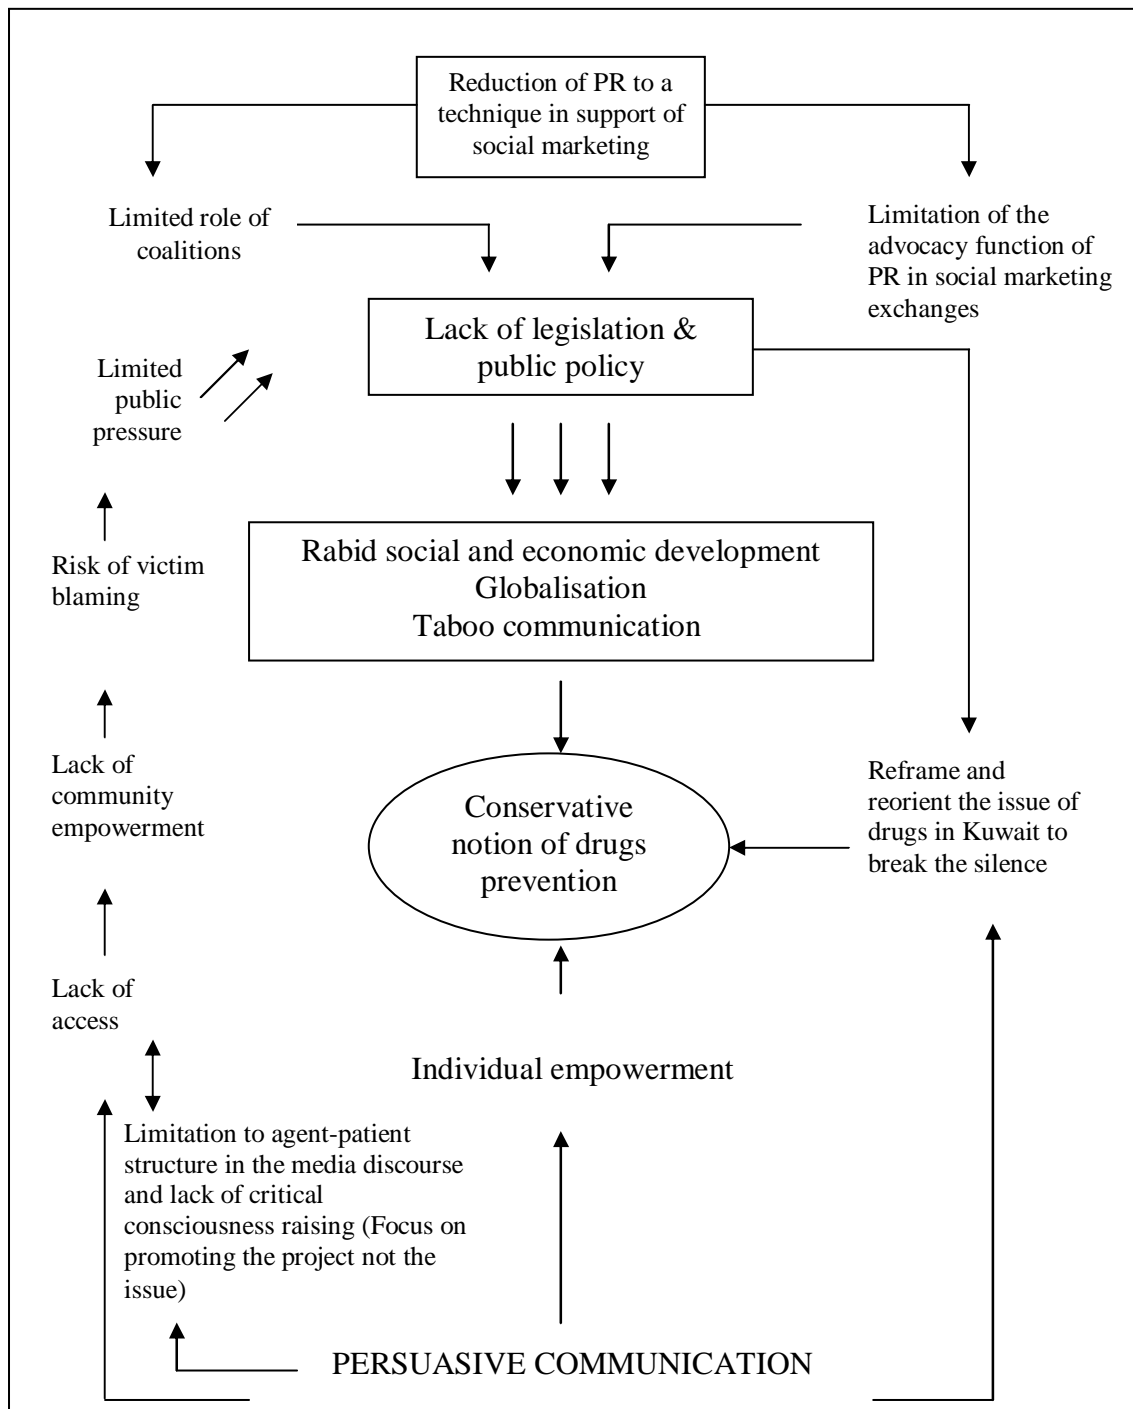 Reduction of PR to a
technique in support of
social marketing
Limited role of
coalitions
Limitation of the
advocacy function of
PR in social marketing
exchanges
Lack of legislation &
public policy
Limited
public
pressure
Rabid social and economic development
Globalisation
Taboo communication
Risk of victim
blaming
Lack of
community
empowerment
Conservative
notion of drugs
prevention
Reframe and
reorient the issue of
drugs in Kuwait to
break the silence
Lack of
access
Individual empowerment
Limitation to agent-patient
structure in the media discourse
and lack of critical
consciousness raising (Focus on
promoting the project not the
issue)
PERSUASIVE COMMUNICATION